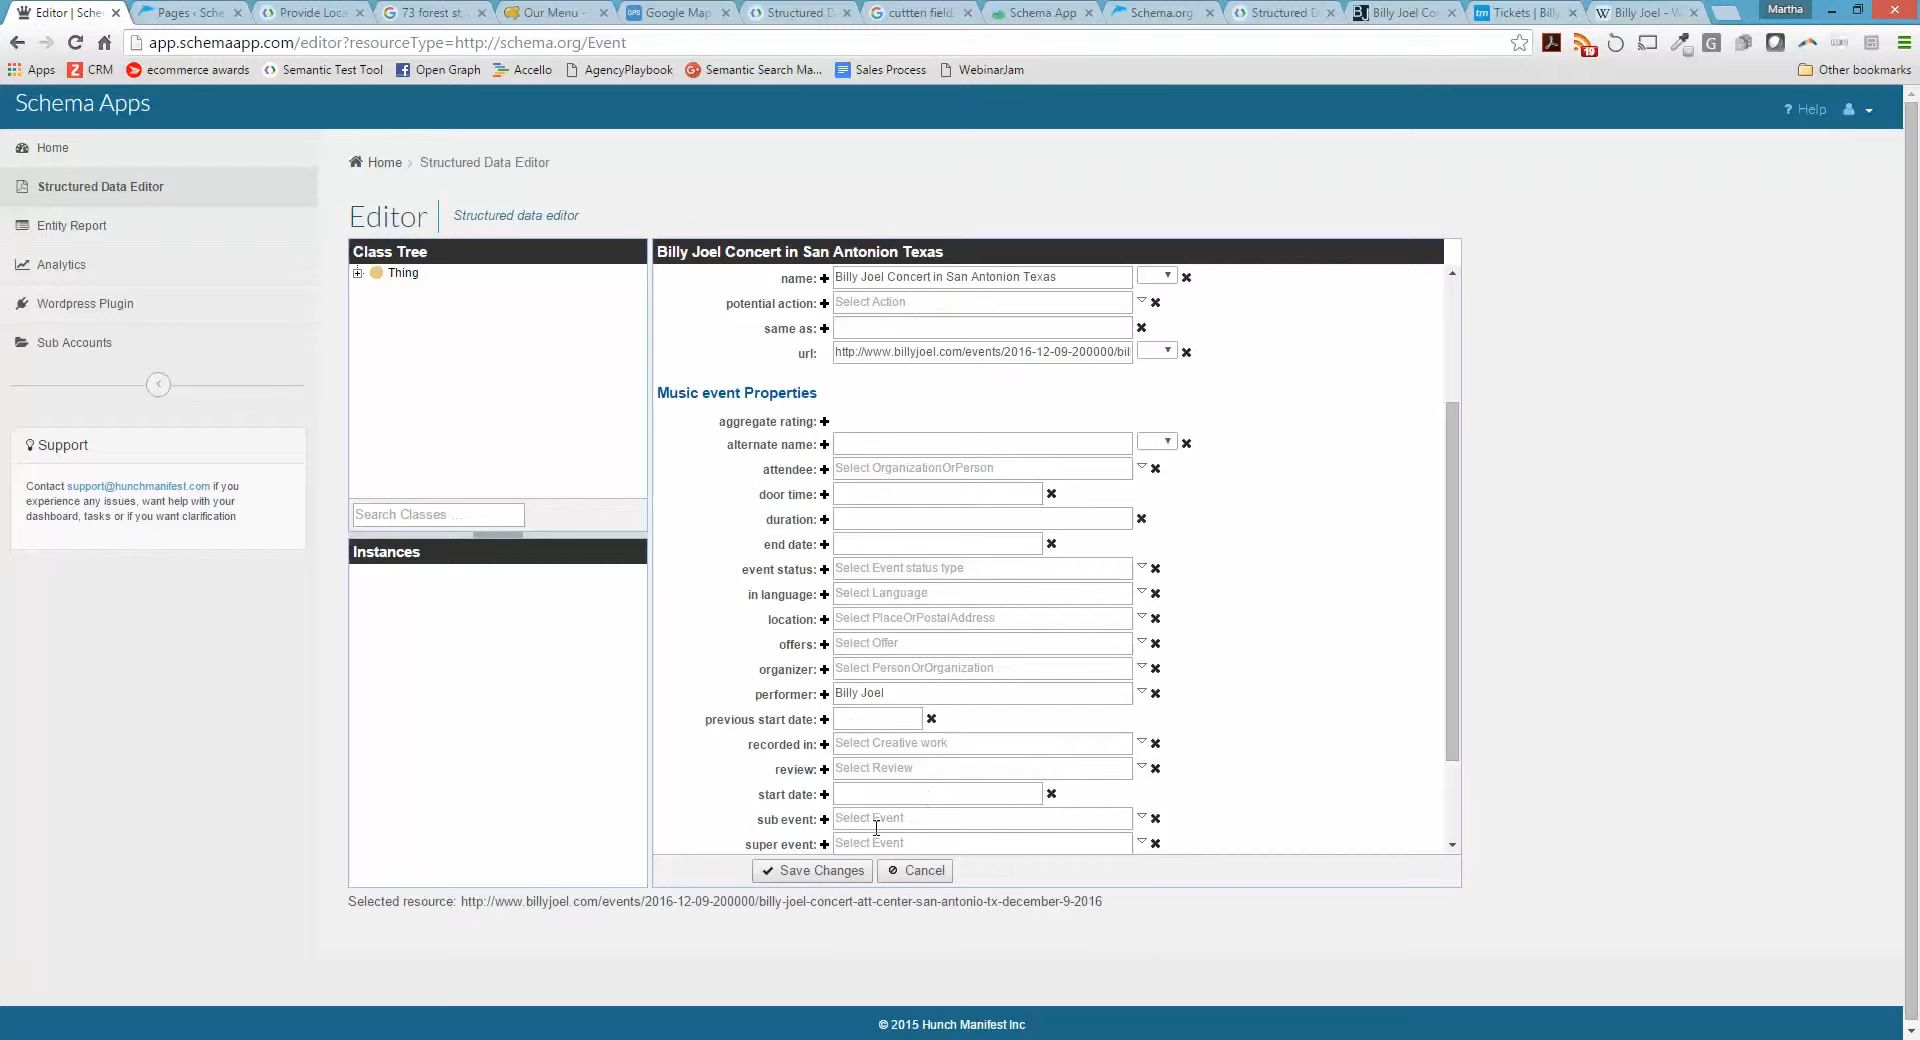 Editor | Sche
Pages ‹ Sche
Provide Loca
73 forest st,
Our Menu -
Google Map
Structured D
cuttten field
Schema App
Schema.org
Structured D
Billy Joel Co
Tickets | Billy
Billy Joel - W
Martha
app.schemaapp.com/editor?resourceType=http://schema.org/Event
19
Apps
CRM
ecommerce awards
Semantic Test Tool
Open Graph
Accello
AgencyPlaybook
Semantic Search Ma...
Sales Process
WebinarJam
Other bookmarks
Schema Apps
? Help
Home
Structured Data Editor
Entity Report
Analytics
Wordpress Plugin
Sub Accounts
Support
Contact support@hunchmanifest.com if you
experience any issues, want help with your
dashboard, tasks or if you want clarification
Home > Structured Data Editor
Editor
Structured data editor
Class Tree
Thing
Search Classes ...
Instances
Billy Joel Concert in San Antonion Texas
name: Billy Joel Concert in San Antonion Texas
potential action: Select Action
same as:
url: http://www.billyjoel.com/events/2016-12-09-200000/bil
Music event Properties
aggregate rating:
alternate name:
attendee: Select OrganizationOrPerson
door time:
duration:
end date:
event status: Select Event status type
in language: Select Language
location: Select PlaceOrPostalAddress
offers: Select Offer
organizer: Select PersonOrOrganization
performer: Billy Joel
previous start date:
recorded in: Select Creative work
review: Select Review
start date:
sub event: Select Event
super event: Select Event
Save Changes
Cancel
Selected resource: http://www.billyjoel.com/events/2016-12-09-200000/billy-joel-concert-att-center-san-antonio-tx-december-9-2016
© 2015 Hunch Manifest Inc